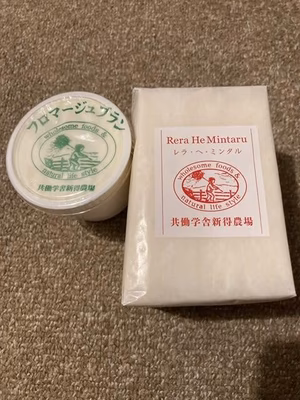 フロマージュブラン
wholesome foods &
natural life style
共働学舎新得農場
Rera He Mintaru
レラ・ヘ・ミンタル
wholesome foods &
natural life style
共働学舎新得農場